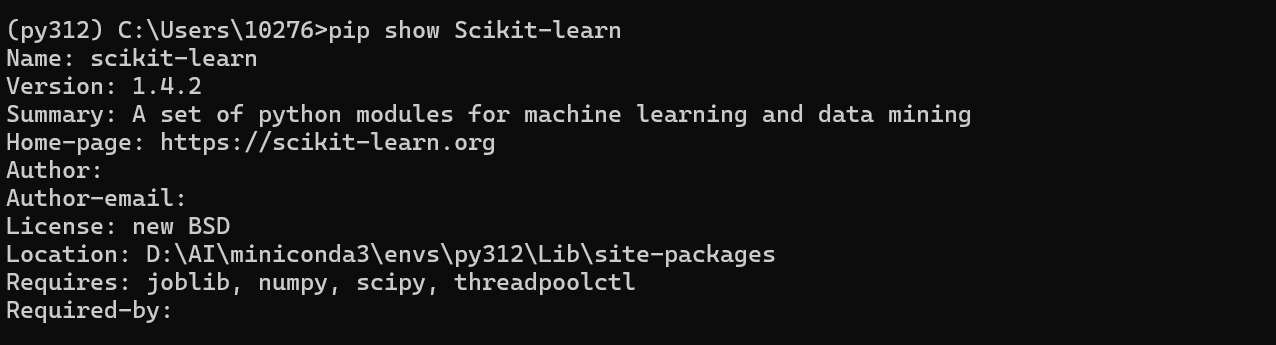 (py312) C:\Users\10276>pip show Scikit-learn
Name: scikit-learn
Version: 1.4.2
Summary: A set of python modules for machine learning and data mining
Home-page: https://scikit-learn.org
Author:
Author-email:
License: new BSD
Location: D:\AI\miniconda3\envs\py312\Lib\site-packages
Requires: joblib, numpy, scipy, threadpoolctl
Required-by: